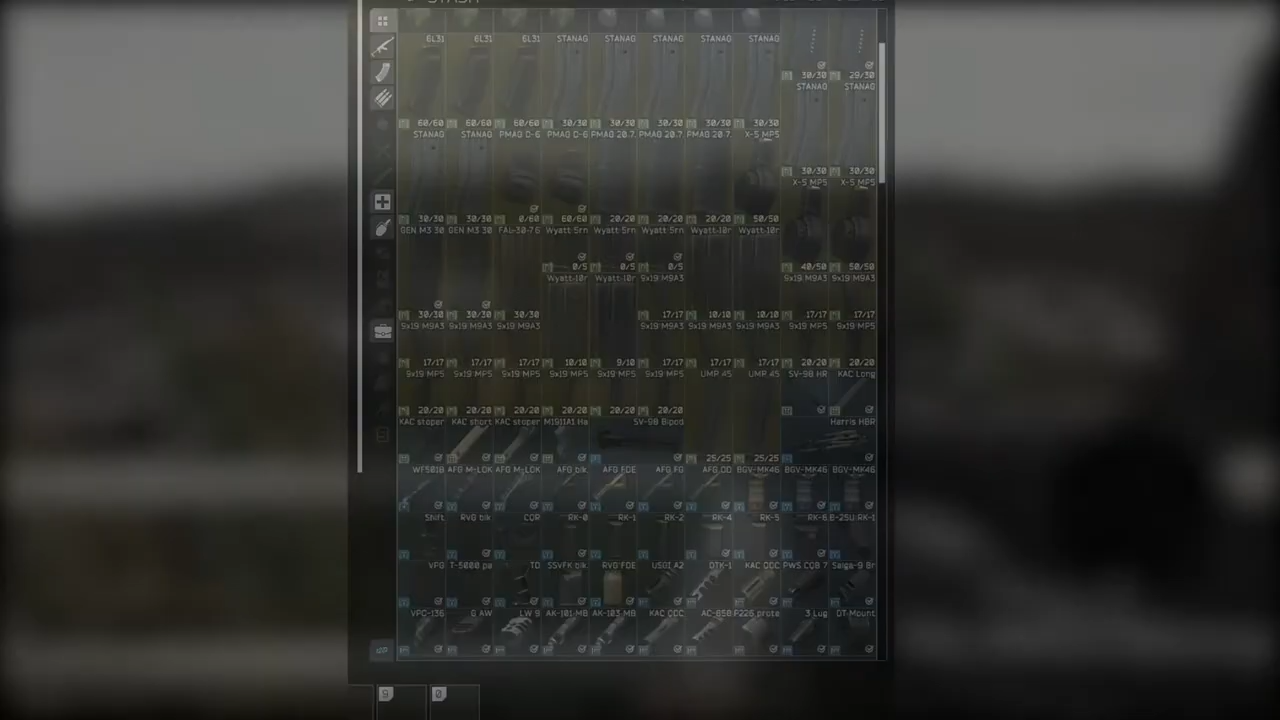 6L31 6L31 6L31 STANAG STANAG STANAG STANAG STANAG
30/30 29/30
STANAG STANAG
60/60 60/60 60/60 30/30 30/30 30/30 30/30 30/30
STANAG STANAG PMAG D-6 PMAG D-6 PMAG 20.7 PMAG 20.7 PMAG 20.7 X-5 MP5
30/30 30/30
X-5 MP5 X-5 MP5
30/30 30/30 0/60 60/60 20/20 20/20 20/20 50/50
GEN M3 30 GEN M3 30 FAL-30-7.6 Wyatt-5rn Wyatt-5rn Wyatt-5rn Wyatt-10r Wyatt-10r
0/5 0/5 0/5 40/50 50/50
Wyatt-10r Wyatt-10r 9x19 M9A3 9x19 M9A3 9x19 M9A3
30/30 30/30 30/30 17/17 10/10 10/10 17/17 17/17
9x19 M9A3 9x19 M9A3 9x19 M9A3 9x19 M9A3 9x19 M9A3 9x19 M9A3 9x19 MP5 9x19 MP5
17/17 17/17 17/17 10/10 9/10 17/17 17/17 17/17 20/20 20/20
9x19 MP5 9x19 MP5 9x19 MP5 9x19 MP5 9x19 MP5 9x19 MP5 UMP .45 UMP .45 SV-98 HR KAC Long
20/20 20/20 20/20 20/20 20/20 20/20
KAC stoper KAC short KAC stoper M1911A1 Ha SV-98 Bipod Harris HBR
25/25 25/25
WF501B AFG M-LOK AFG M-LOK AFG blk. AFG FDE AFG FG AFG OD BGV-MK46 BGV-MK46 BGV-MK46
Shift RVG blk COR RK-0 RK-1 RK-2 RK-4 RK-5 RK-6 B-25U RK-1
VPG T-5000 pa TD SSVFK blk. RVG FDE USGI A2 DTK-1 KAC QDC PWS CQB 7 Saiga-9 Br
VPC-136 G AW LW 9 AK-101 MB AK-103 MB KAC QDC AC-858 P226 prote 3 Lug DT Mount
9 0